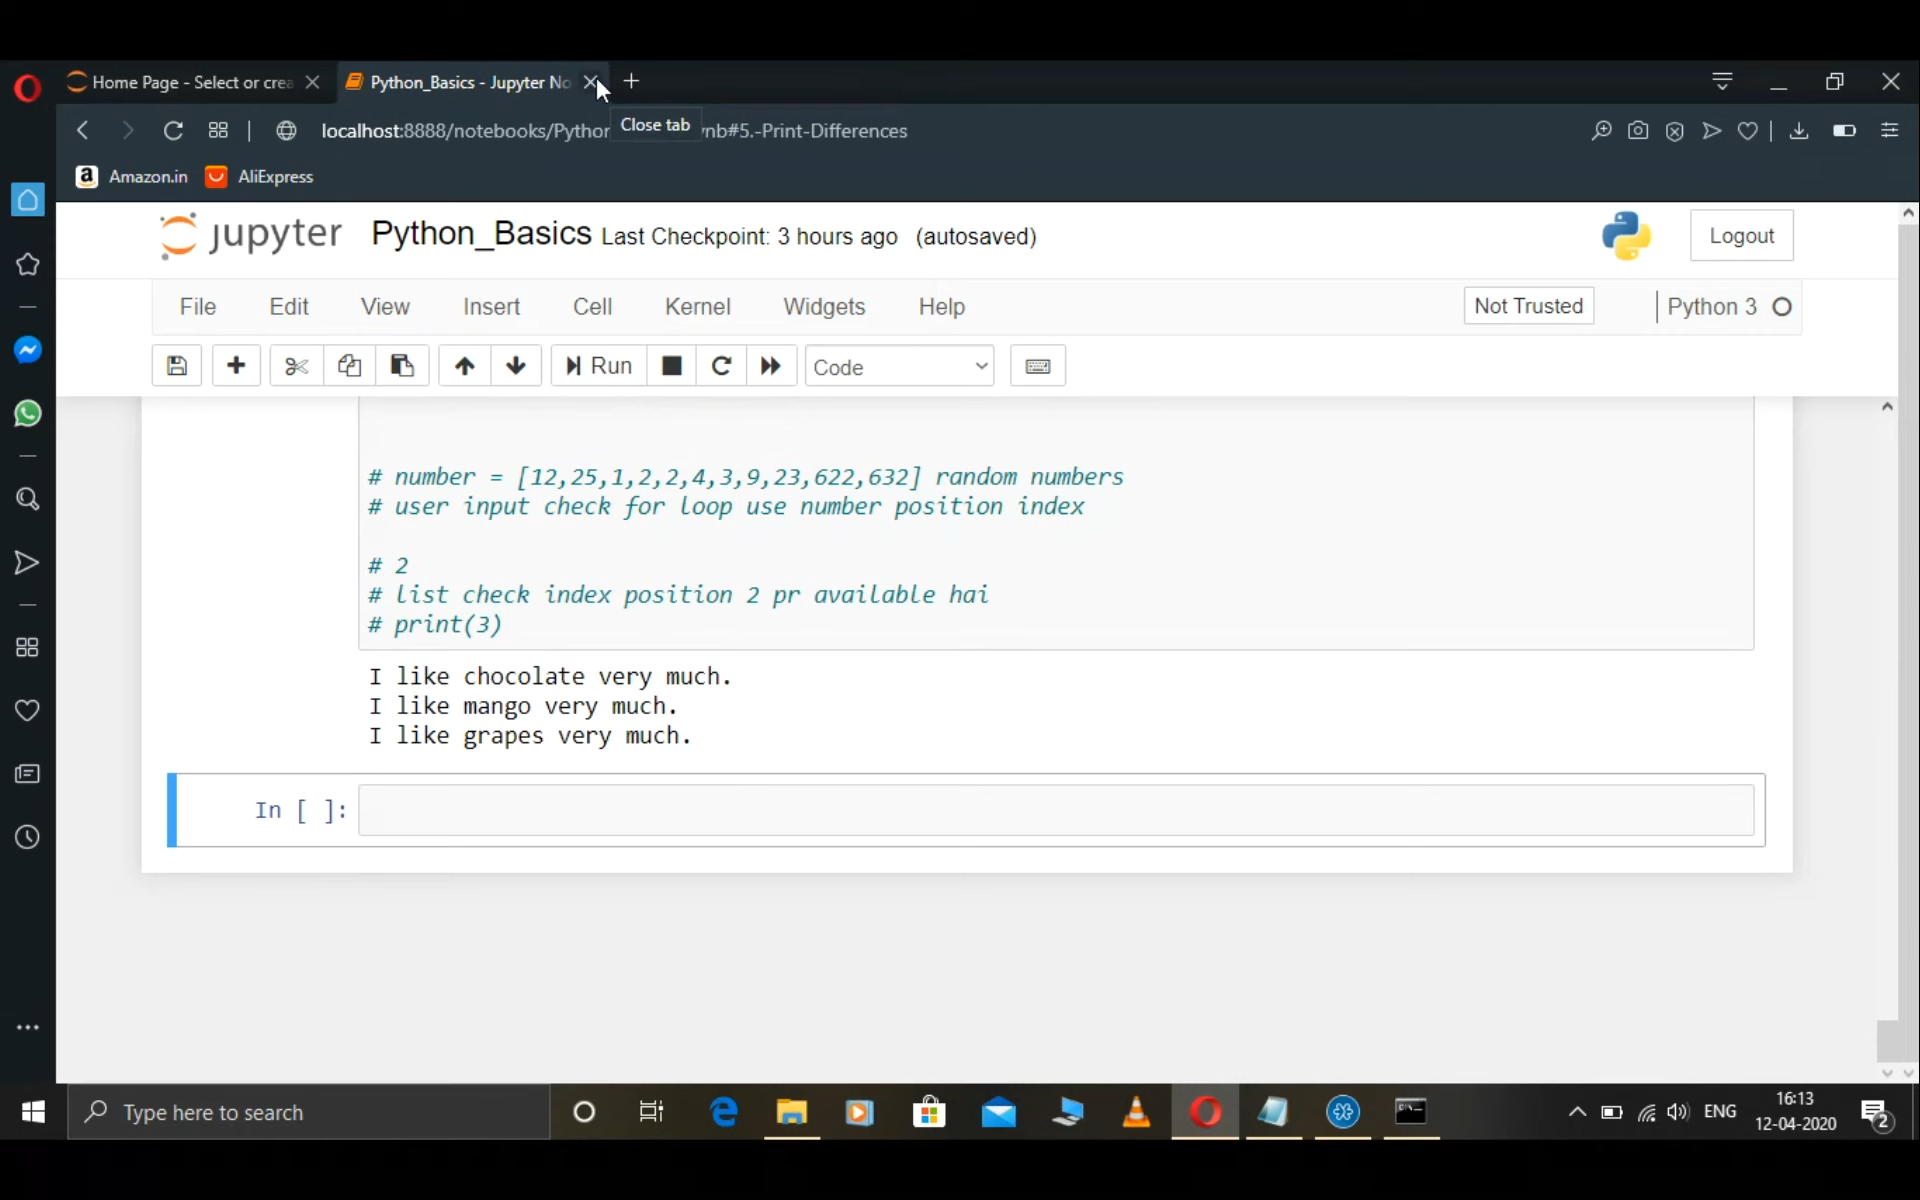 Home Page - Select or crea
Python_Basics - Jupyter No
localhost:8888/notebooks/Python
Close tab
nb#5.-Print-Differences
Amazon.in
AliExpress
jupyter
Python_Basics Last Checkpoint: 3 hours ago (autosaved)
Logout
File Edit View Insert Cell Kernel Widgets Help
Not Trusted
Python 3
Run
Code
# number = [12,25,1,2,2,4,3,9,23,622,632] random numbers
# user input check for loop use number position index
# 2
# list check index position 2 pr available hai
# print(3)
I like chocolate very much.
I like mango very much.
I like grapes very much.
In [ ]:
Type here to search
ENG
16:13
12-04-2020
2